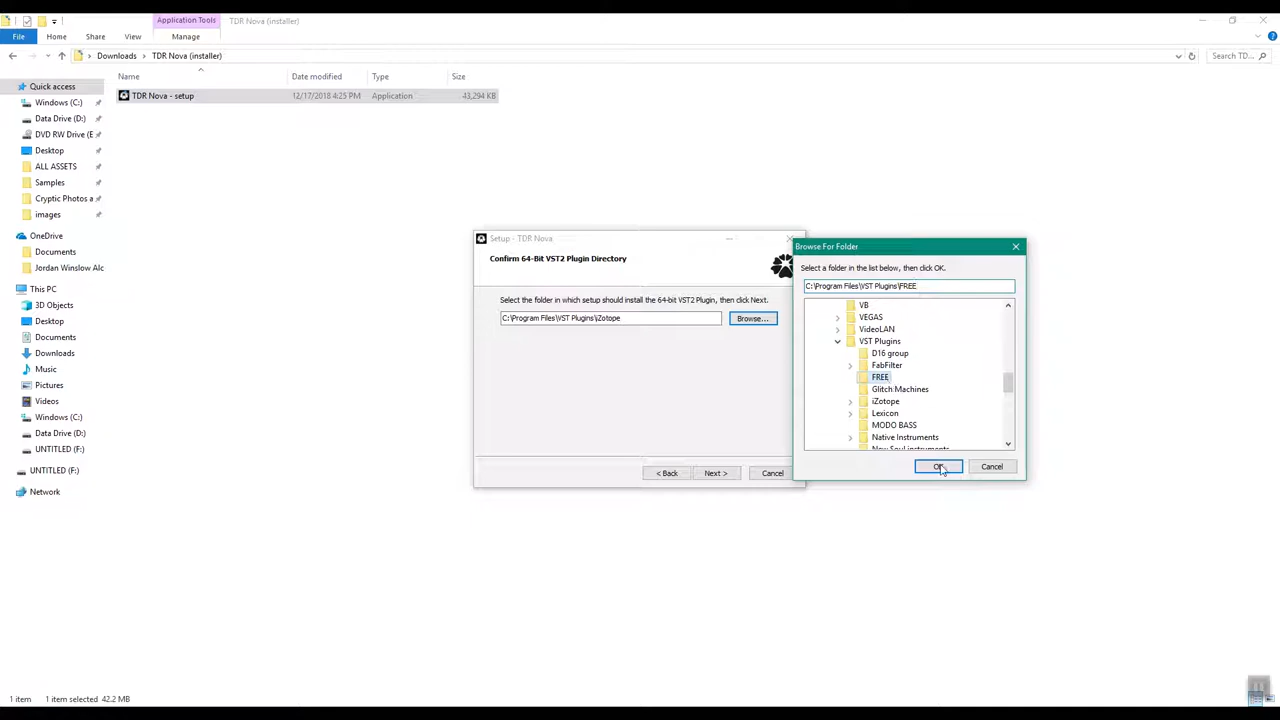 Application Tools
TDR Nova (installer)
File
Home
Share
View
Manage
Downloads
TDR Nova (installer)
Search TD...
Name
Date modified
Type
Size
Quick access
Windows (C:)
Data Drive (D:)
DVD RW Drive (E
Desktop
ALL ASSETS
Samples
Cryptic Photos a
images
OneDrive
Documents
Jordan Winslow Alc
This PC
3D Objects
Desktop
Documents
Downloads
Music
Pictures
Videos
Windows (C:)
Data Drive (D:)
UNTITLED (F:)
UNTITLED (F:)
Network
TDR Nova - setup
12/17/2018 4:25 PM
Application
43,294 KB
Setup - TDR Nova
Confirm 64-Bit VST2 Plugin Directory
Select the folder in which setup should install the 64-bit VST2 Plugin, then click Next.
C:\Program Files\VST Plugins\iZotope
Browse...
< Back
Next >
Cancel
Browse For Folder
Select a folder in the list below, then click OK.
C:\Program Files\VST Plugins\FREE
VB
VEGAS
VideoLAN
VST Plugins
D16 group
FabFilter
FREE
Glitch Machines
iZotope
Lexicon
MODO BASS
Native Instruments
New Soul instruments
OK
Cancel
1 item
1 item selected 42.2 MB